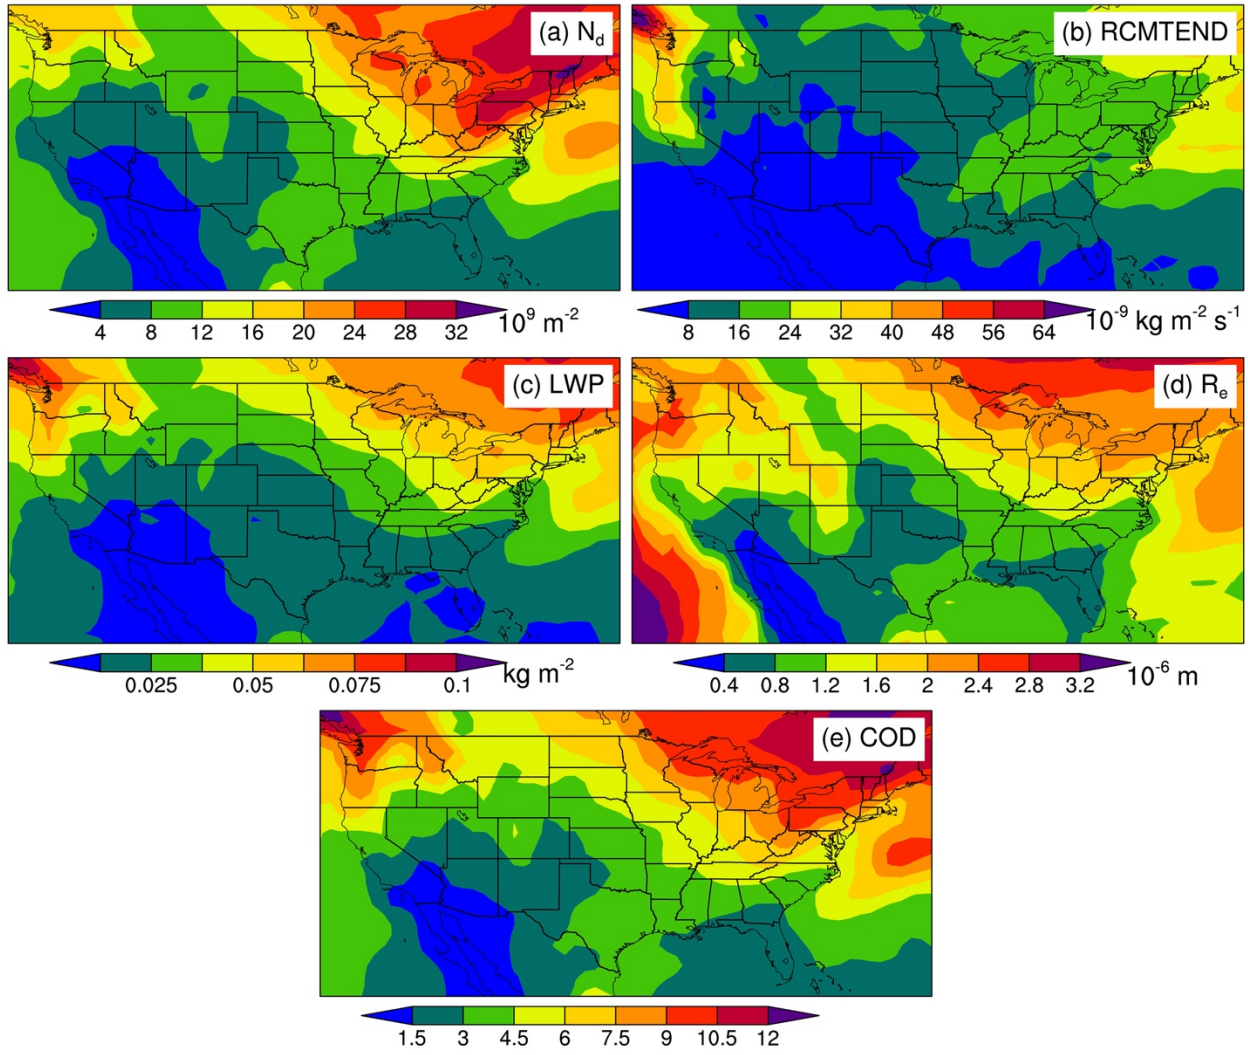 (a) N_d
4 8 12 16 20 24 28 32 10^9 m^-2
(b) RCMTEND
8 16 24 32 40 48 56 64 10^-9 kg m^-2 s^-1
(c) LWP
0.025 0.05 0.075 0.1 kg m^-2
(d) R_e
0.4 0.8 1.2 1.6 2 2.4 2.8 3.2 10^-6 m
(e) COD
1.5 3 4.5 6 7.5 9 10.5 12